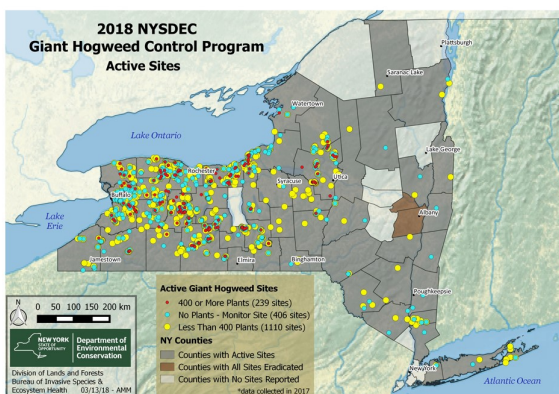 2018 NYSDEC
Giant Hogweed Control Program
Active Sites
Plattsburgh
Saranac Lake
Watertown
Lake Ontario
Lake George
Rochester
Utica
Syracuse
Buffalo
Albany
Lake
Erie
Jamestown
Elmira
Binghamton
Poughkeepsie
New York
Atlantic Ocean
Active Giant Hogweed Sites
400 or More Plants (239 sites)
No Plants - Monitor Site (406 sites)
Less Than 400 Plants (1110 sites)
NY Counties
Counties with Active Sites
Counties with All Sites Eradicated
Counties with No Sites Reported
*data collected in 2017
N
0 50 100 150 200 km
NEW YORK
STATE OF
OPPORTUNITY
Department of
Environmental
Conservation
Division of Lands and Forests
Bureau of Invasive Species &
Ecosystem Health 03/13/18 - AMM